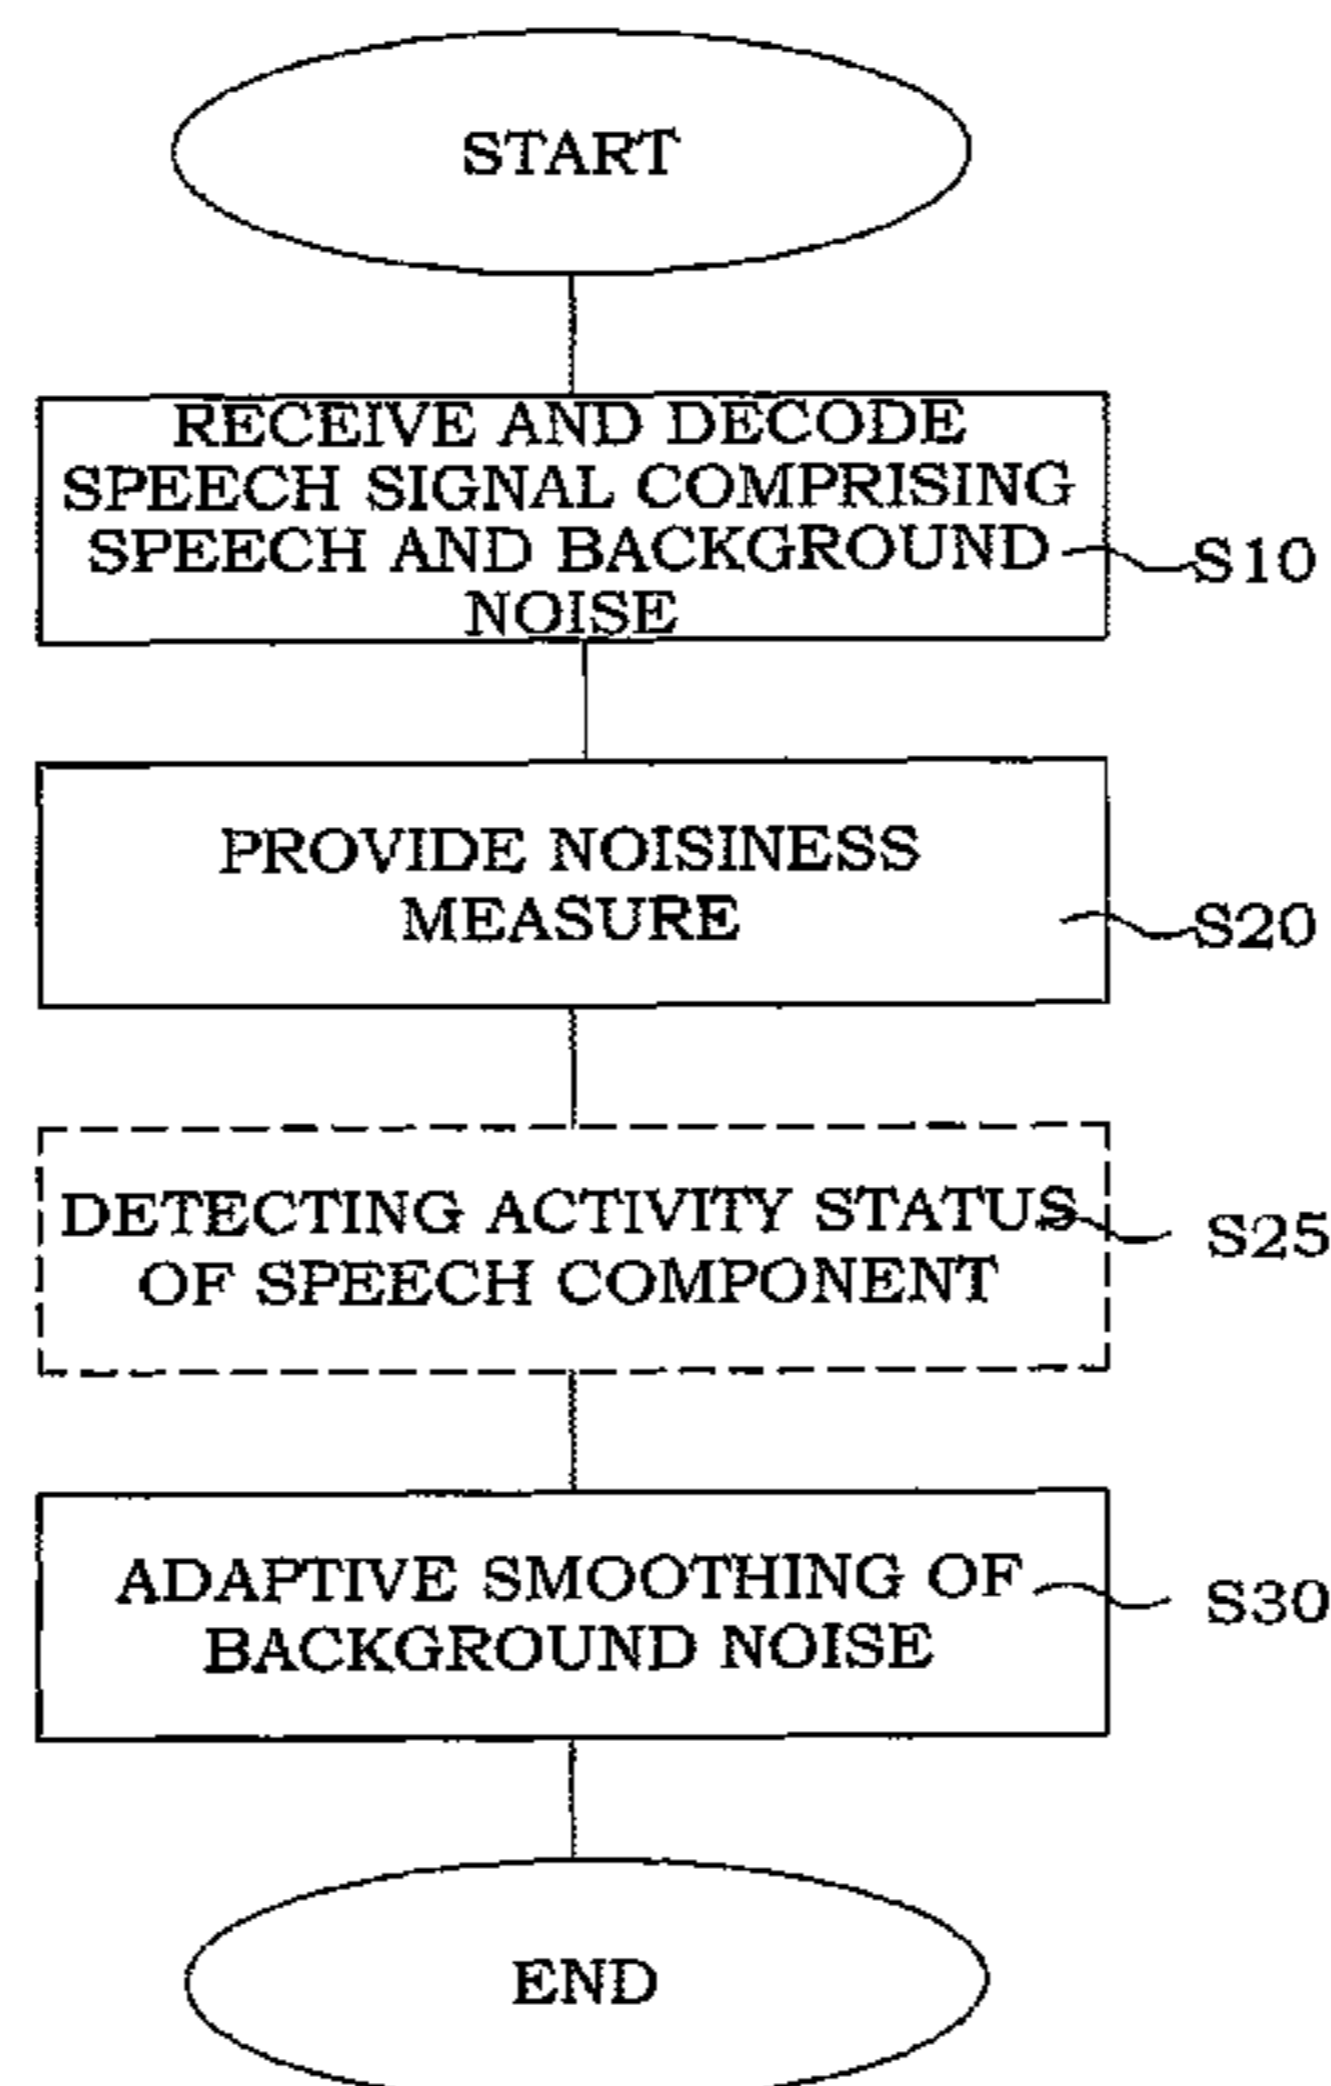 START
RECEIVE AND DECODE
SPEECH SIGNAL COMPRISING
SPEECH AND BACKGROUND
NOISE
S10
PROVIDE NOISINESS
MEASURE
S20
DETECTING ACTIVITY STATUS
OF SPEECH COMPONENT
S25
ADAPTIVE SMOOTHING OF
BACKGROUND NOISE
S30
END